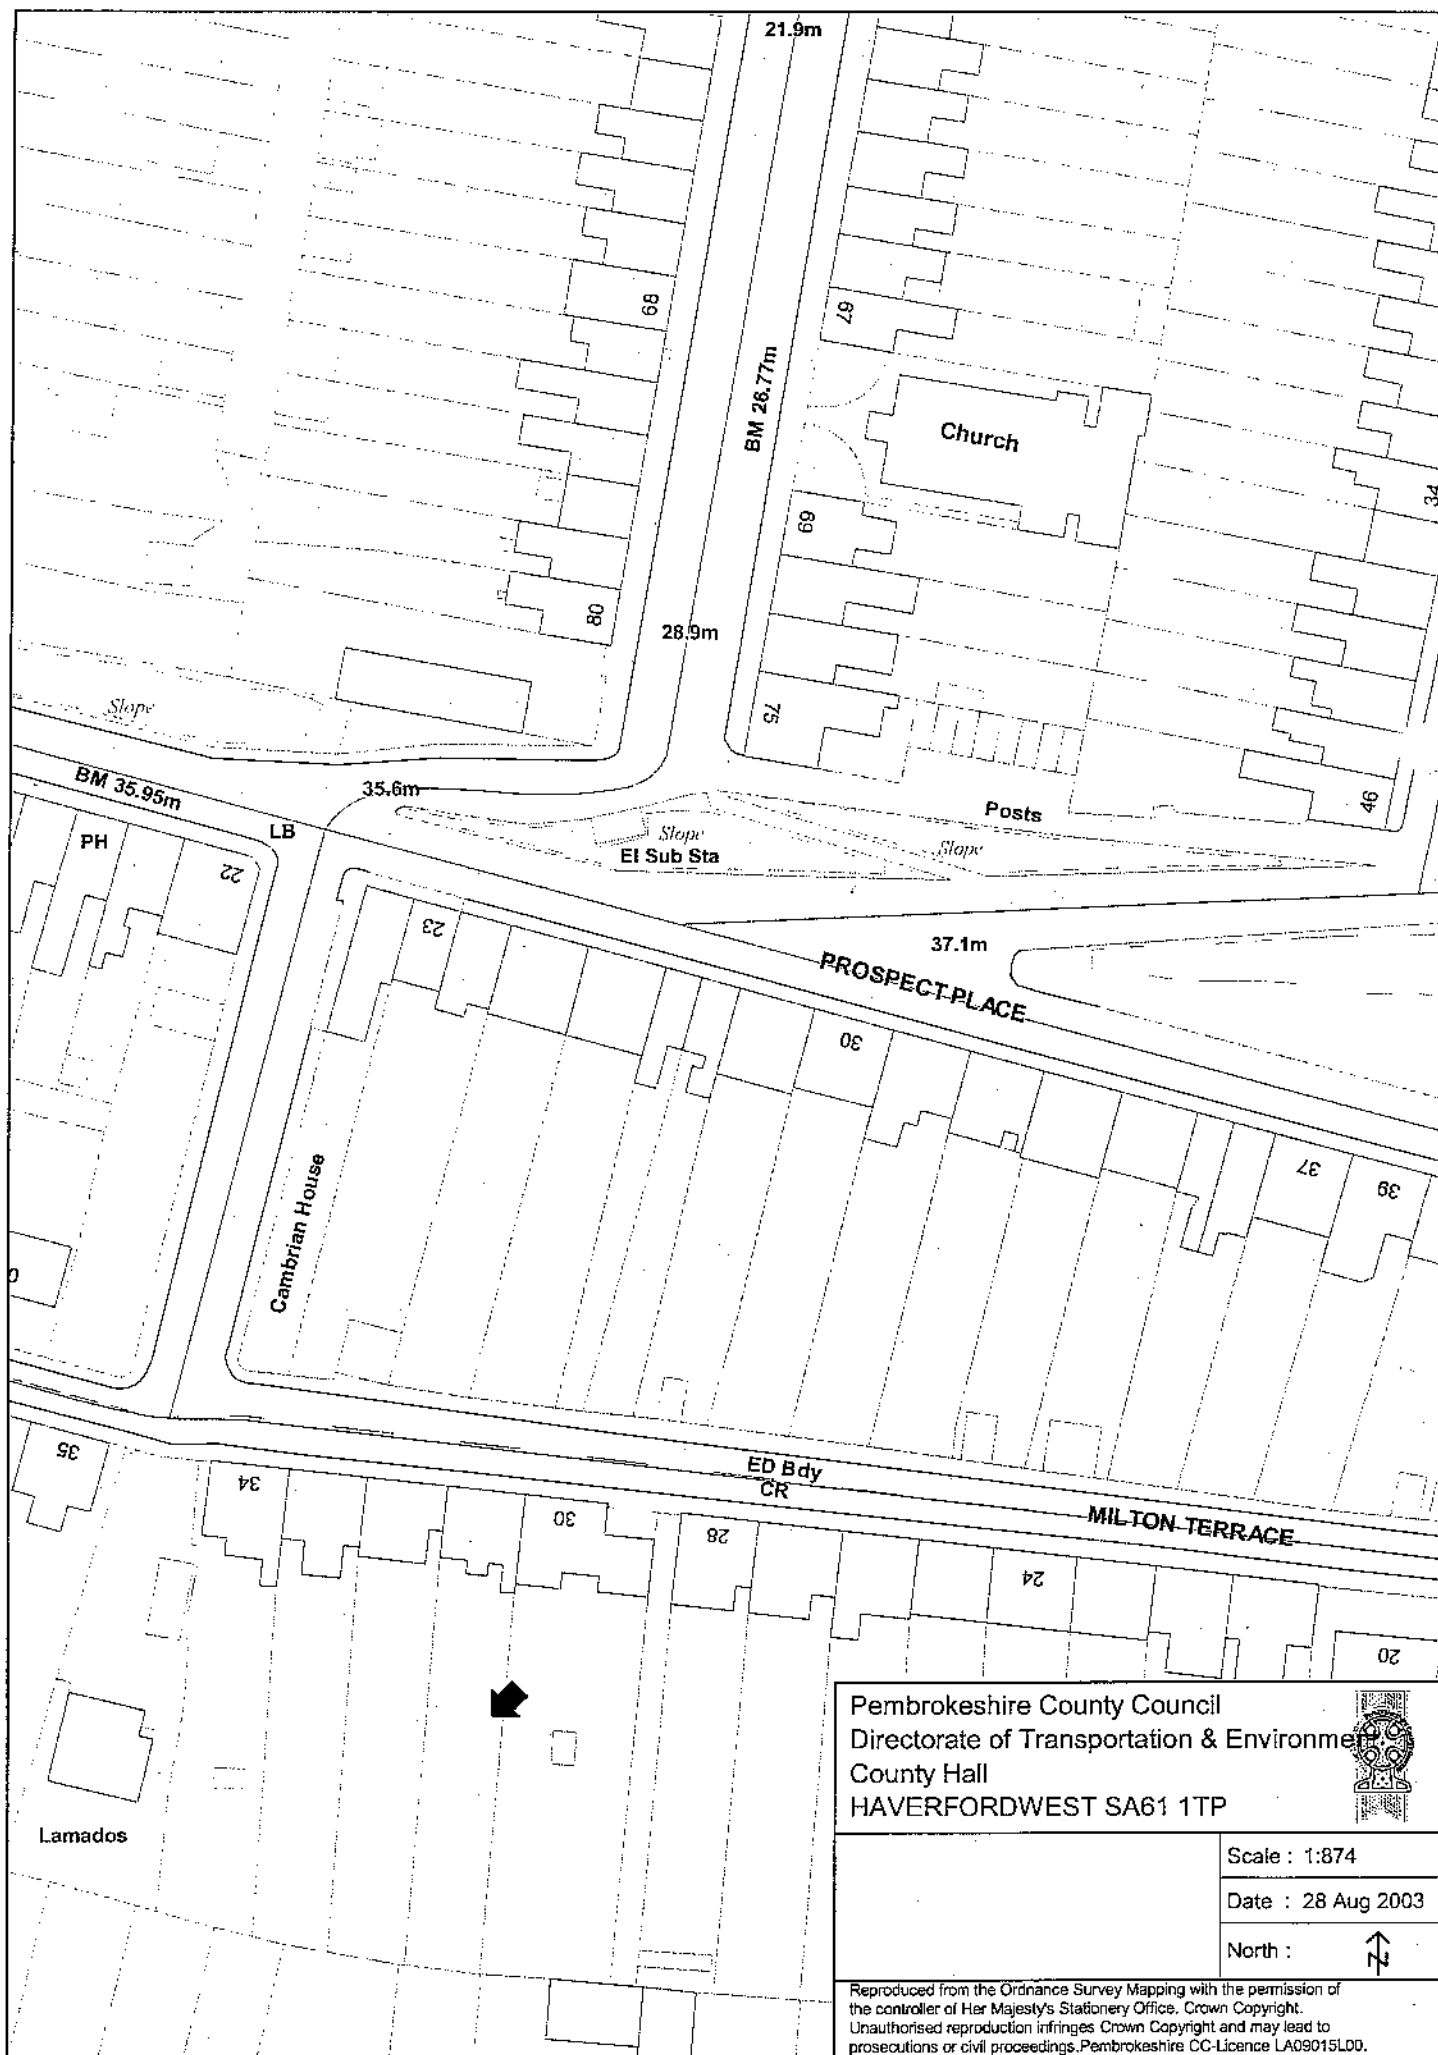 21.9m
68
67
BM 26.77m
Church
34
69
80
28.9m
75
Slope
BM 35.95m
35.6m
Posts
46
LB
PH
Slope
El Sub Sta
Slope
22
23
37.1m
PROSPECT PLACE
30
37
39
Cambrian House
0
35
34
ED Bdy
CR
MILTON TERRACE
30
28
24
20
Lamados
Pembrokeshire County Council
Directorate of Transportation & Environment
County Hall
HAVERFORDWEST SA61 1TP
Scale : 1:874
Date : 28 Aug 2003
North :
N
Reproduced from the Ordnance Survey Mapping with the permission of
the controller of Her Majesty's Stationery Office, Crown Copyright.
Unauthorised reproduction infringes Crown Copyright and may lead to
prosecutions or civil proceedings.Pembrokeshire CC-Licence LA09015L00.